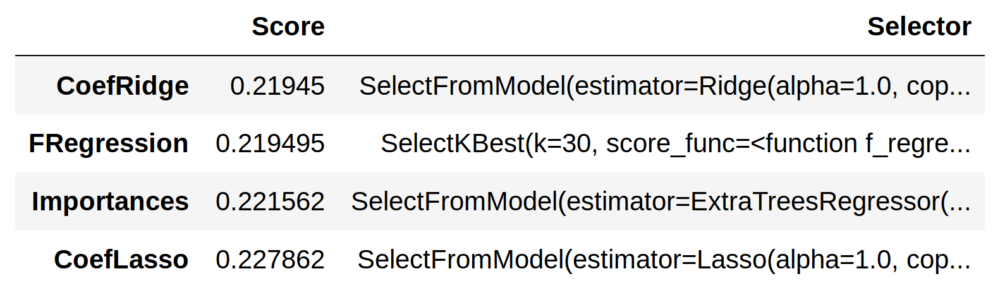 Score Selector
CoefRidge 0.21945 SelectFromModel(estimator=Ridge(alpha=1.0, cop...
FRegression 0.219495 SelectKBest(k=30, score_func=<function f_regre...
Importances 0.221562 SelectFromModel(estimator=ExtraTreesRegressor(...
CoefLasso 0.227862 SelectFromModel(estimator=Lasso(alpha=1.0, cop...